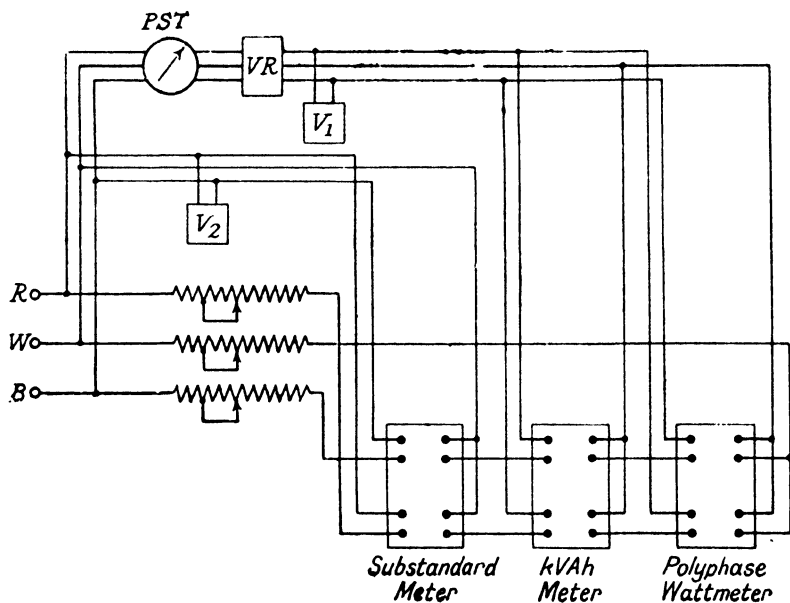 PST
VR
V1
V2
R
W
B
Substandard
Meter
kVAh
Meter
Polyphase
Wattmeter